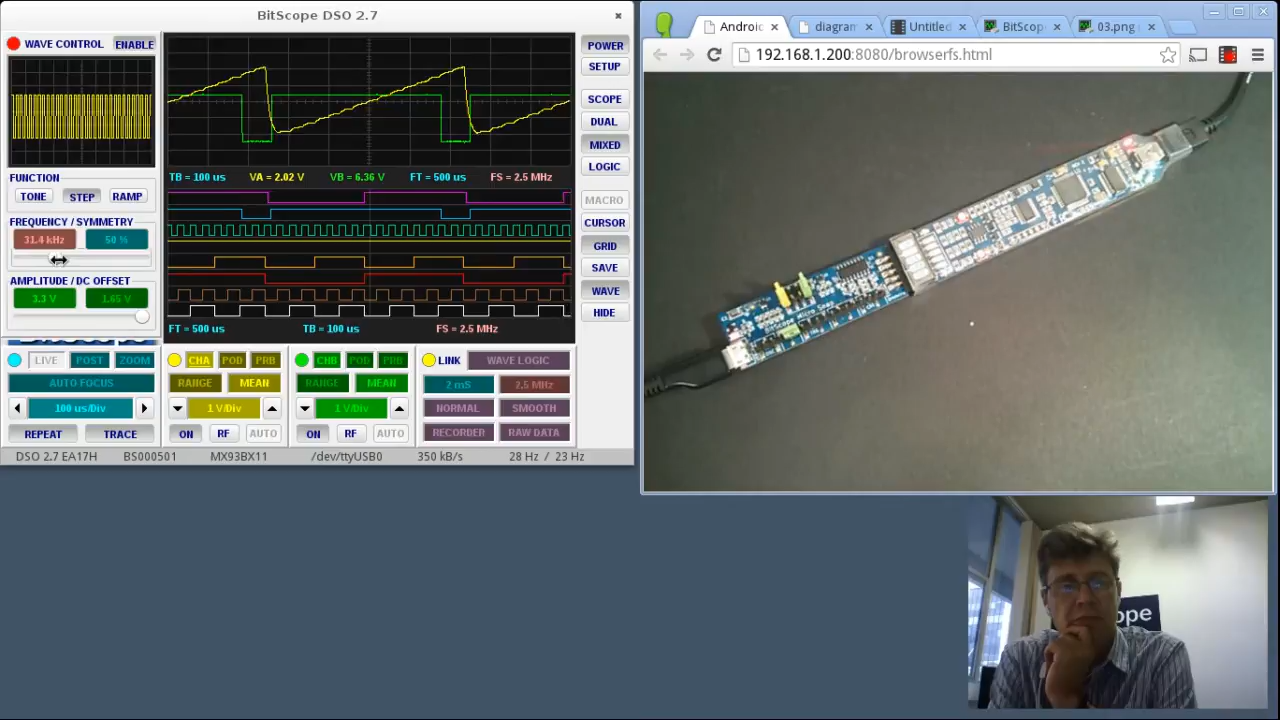 BitScope DSO 2.7
WAVE CONTROL ENABLE
FUNCTION
TONE STEP RAMP
FREQUENCY / SYMMETRY
31.4 kHz 50 %
AMPLITUDE / DC OFFSET
3.3 V 1.65 V
TB = 100 us VA = 2.02 V VB = 6.36 V FT = 500 us FS = 2.5 MHz
FT = 500 us TB = 100 us FS = 2.5 MHz
POWER
SETUP
SCOPE
DUAL
MIXED
LOGIC
MACRO
CURSOR
GRID
SAVE
WAVE
HIDE
LIVE POST ZOOM
AUTO FOCUS
100 us/Div
REPEAT TRACE
CHA POD PRB
RANGE MEAN
1 V/Div
ON RF AUTO
CHB POD PRB
RANGE MEAN
1 V/Div
ON RF AUTO
LINK WAVE LOGIC
2 mS 2.5 MHz
NORMAL SMOOTH
RECORDER RAW DATA
DSO 2.7 EA17H BS000501 MX93BX11 /dev/ttyUSB0 350 kB/s 28 Hz / 23 Hz
Androic diagram Untitled BitScope 03.png
192.168.1.200:8080/browserfs.html
BitScope Micro
ope